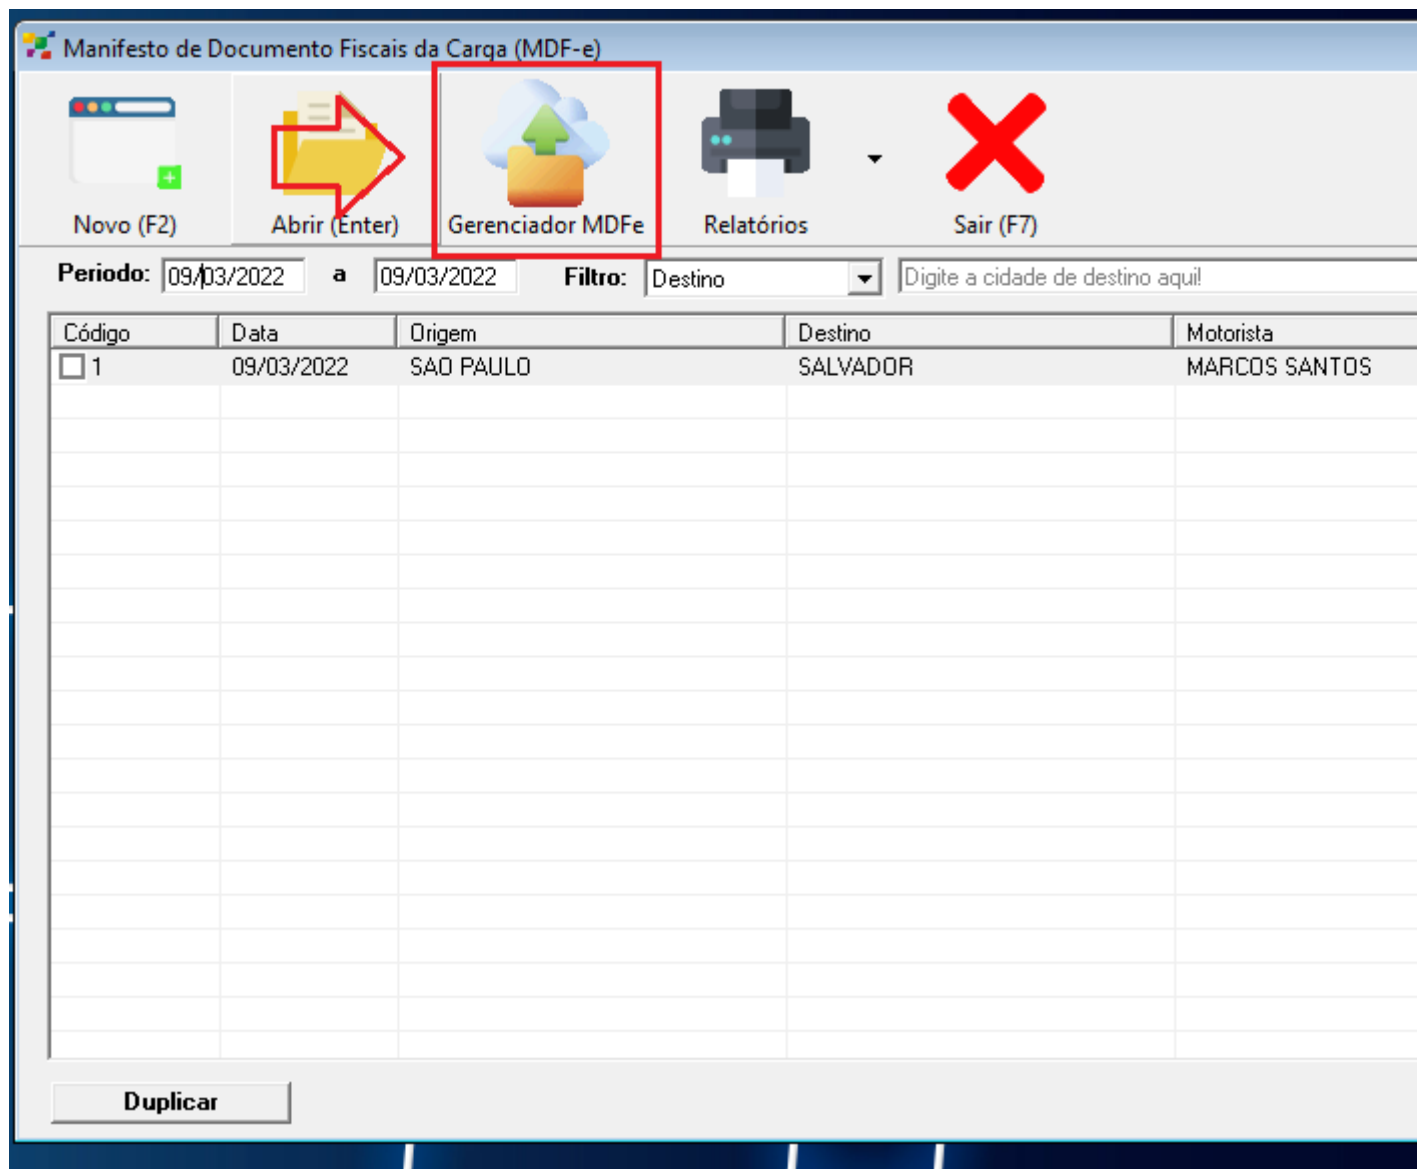 Manifesto de Documento Fiscais da Carga (MDF-e)
Novo (F2) Abrir (Enter) Gerenciador MDFe Relatórios Sair (F7)
Periodo: 09/03/2022 a 09/03/2022 Filtro: Destino Digite a cidade de destino aqui!
Código Data Origem Destino Motorista
1 09/03/2022 SAO PAULO SALVADOR MARCOS SANTOS
Duplicar